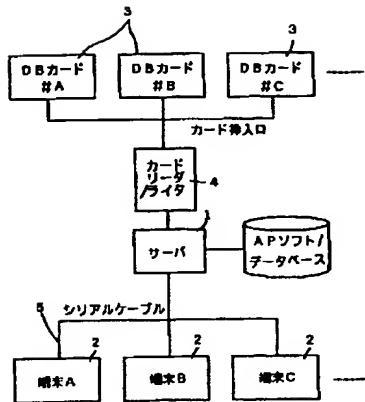 3
3
DBカード
#A
DBカード
#B
DBカード
#C
カード挿入口
カード
リーダ
/ライタ
4
1
サーバ
APソフト/
データベース
シリアルケーブル
5
2
2
2
端末A
端末B
端末C